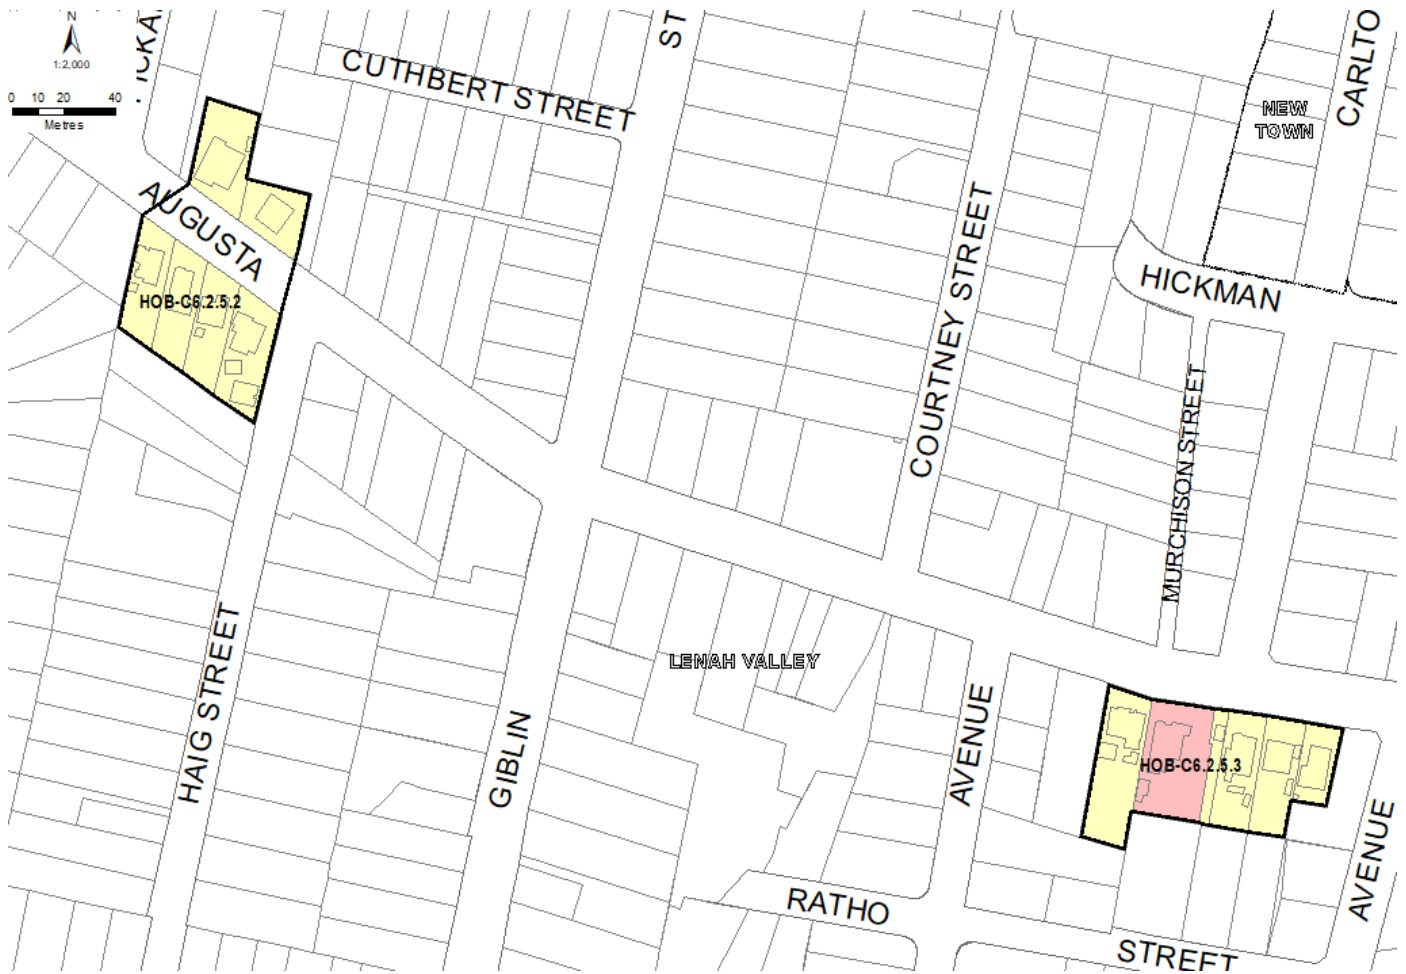 N
1:2,000
0 10 20 40
Metres
CUTHBERT STREET
ST
CARLTO
NEW
TOWN
AUGUSTA
HOB-C6.2.5.2
COURTNEY STREET
HICKMAN
MURCHISON STREET
HAIG STREET
GIBLIN
LENAH VALLEY
AVENUE
HOB-C6.2.5.3
AVENUE
RATHO
STREET